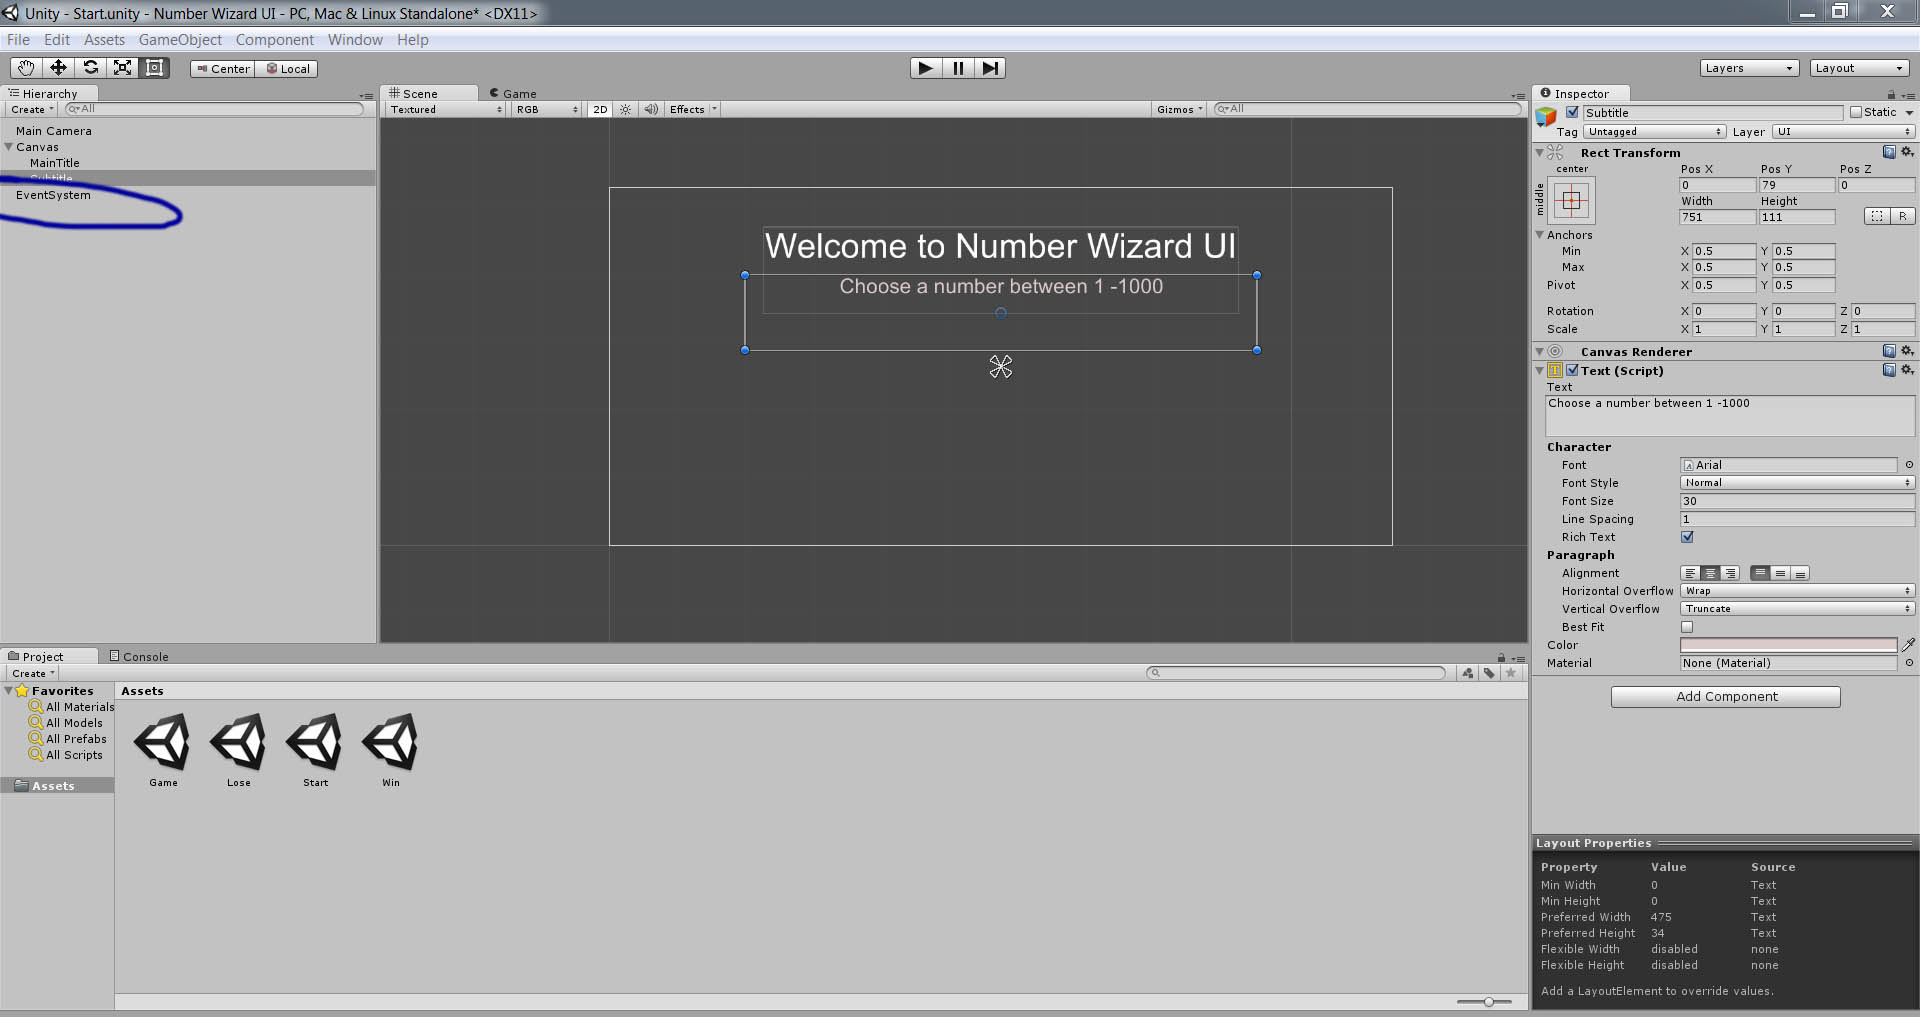 Unity - Start.unity - Number Wizard UI - PC, Mac & Linux Standalone* <DX11>
File Edit Assets GameObject Component Window Help
Center Local Layers Layout
Hierarchy
Create All
Main Camera
Canvas
MainTitle
Subtitle
EventSystem
Scene Game
Textured RGB 2D Effects Gizmos All
Welcome to Number Wizard UI
Choose a number between 1 -1000
Inspector
Subtitle Static
Tag Untagged Layer UI
Rect Transform
center
middle
Pos X Pos Y Pos Z
0 79 0
Width Height
751 111 R
Anchors
Min X 0.5 Y 0.5
Max X 0.5 Y 0.5
Pivot X 0.5 Y 0.5
Rotation X 0 Y 0 Z 0
Scale X 1 Y 1 Z 1
Canvas Renderer
Text (Script)
Text
Choose a number between 1 -1000
Character
Font Arial
Font Style Normal
Font Size 30
Line Spacing 1
Rich Text
Paragraph
Alignment
Horizontal Overflow Wrap
Vertical Overflow Truncate
Best Fit
Color
Material None (Material)
Add Component
Layout Properties
Property Value Source
Min Width 0 Text
Min Height 0 Text
Preferred Width 475 Text
Preferred Height 34 Text
Flexible Width disabled none
Flexible Height disabled none
Add a LayoutElement to override values.
Project Console
Create
Favorites
All Materials
All Models
All Prefabs
All Scripts
Assets
Assets
Game Lose Start Win